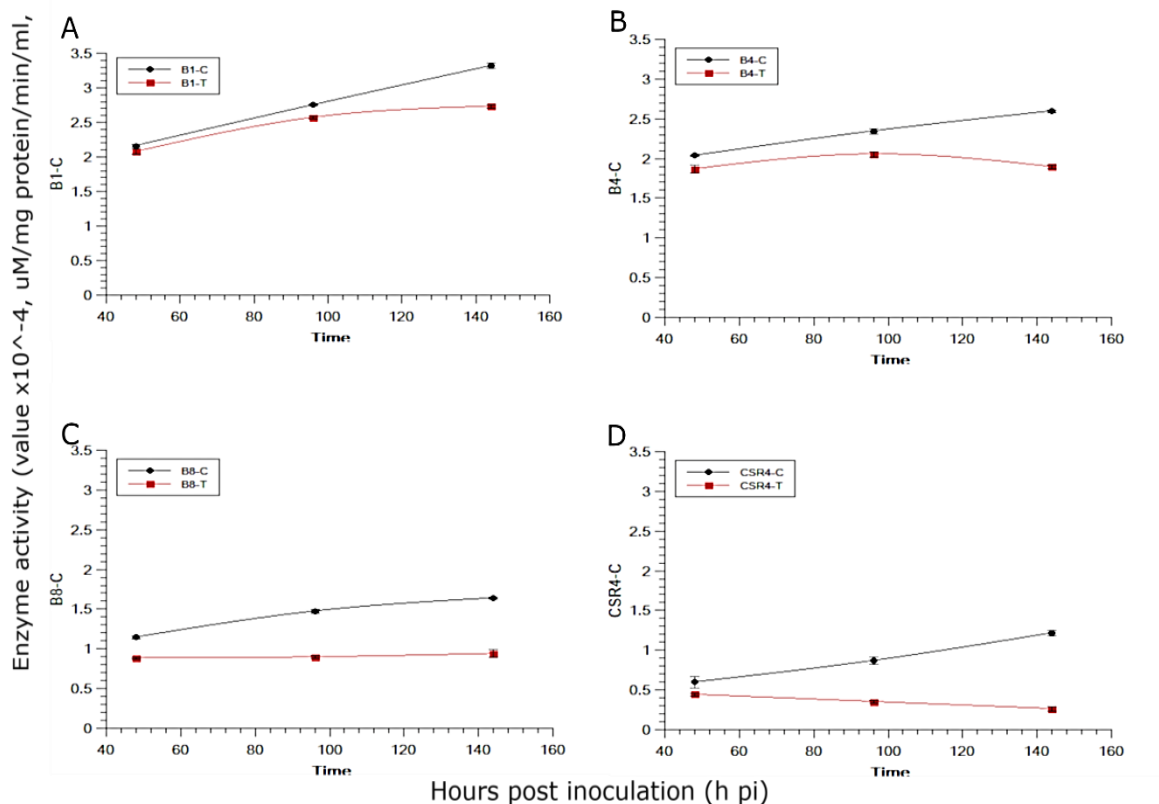 Enzyme activity (value x10^-4, uM/mg protein/min/ml,
A
3.5
3
2.5
2
1.5
1
0.5
0
B1-C
B1-C
B1-T
40 60 80 100 120 140 160
Time
B
3.5
3
2.5
2
1.5
1
0.5
0
B4-C
B4-C
B4-T
40 60 80 100 120 140 160
Time
C
3.5
3
2.5
2
1.5
1
0.5
0
B8-C
B8-C
B8-T
40 60 80 100 120 140 160
Time
D
3.5
3
2.5
2
1.5
1
0.5
0
CSR4-C
CSR4-C
CSR4-T
40 60 80 100 120 140 160
Time
Hours post inoculation (h pi)